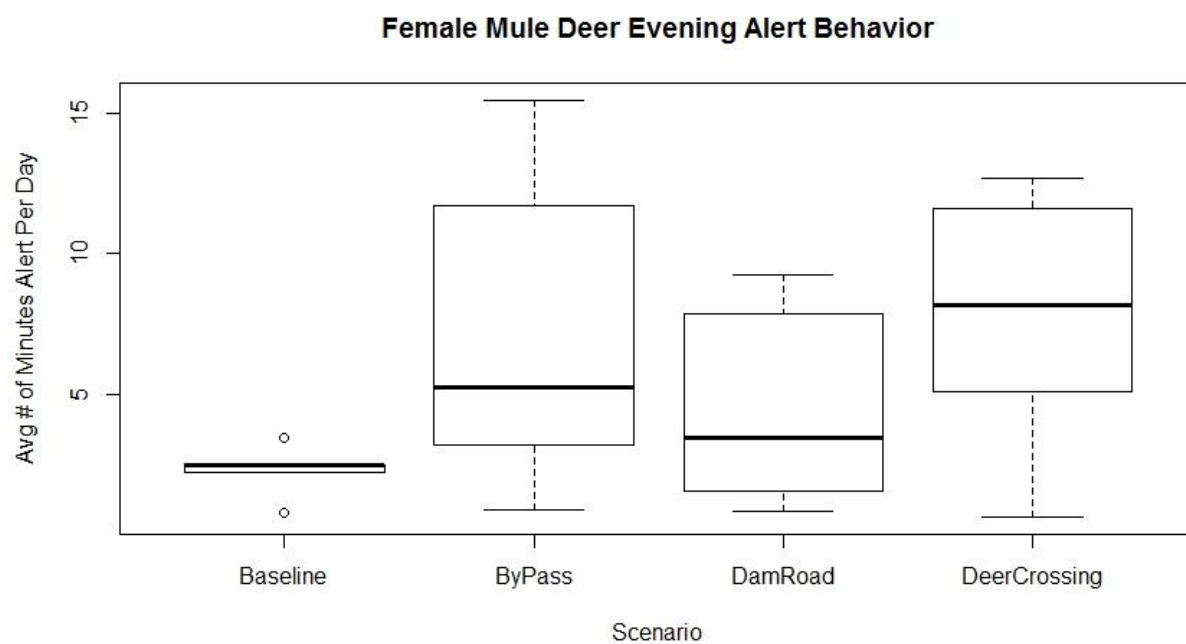 Female Mule Deer Evening Alert Behavior
Avg # of Minutes Alert Per Day
15
10
5
Baseline
ByPass
DamRoad
DeerCrossing
Scenario